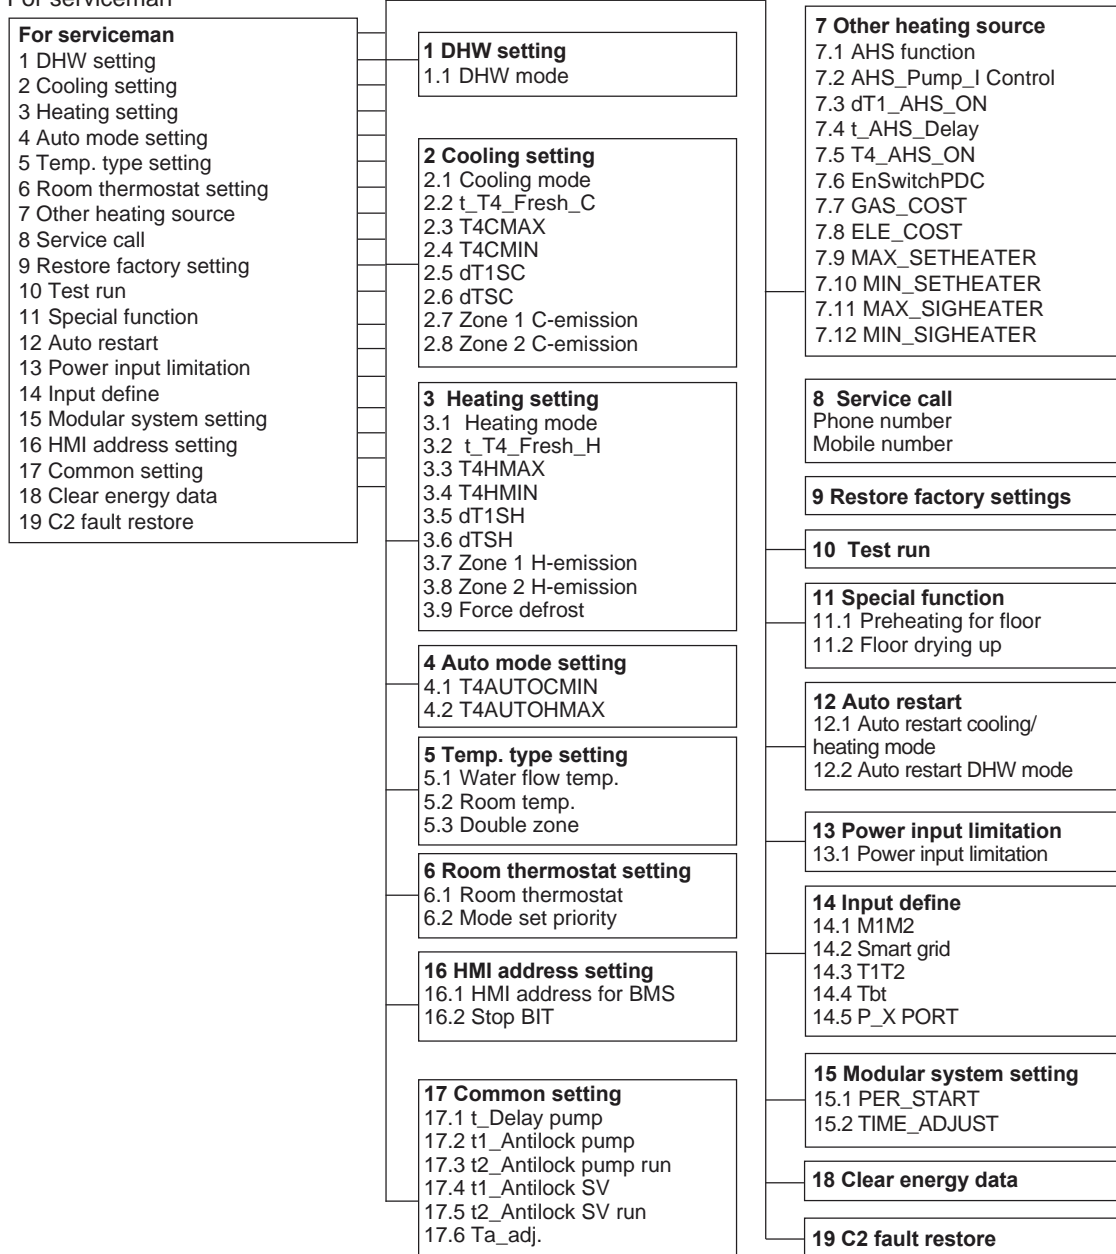 For serviceman
For serviceman
1 DHW setting
2 Cooling setting
3 Heating setting
4 Auto mode setting
5 Temp. type setting
6 Room thermostat setting
7 Other heating source
8 Service call
9 Restore factory setting
10 Test run
11 Special function
12 Auto restart
13 Power input limitation
14 Input define
15 Modular system setting
16 HMI address setting
17 Common setting
18 Clear energy data
19 C2 fault restore
1 DHW setting
1.1 DHW mode
2 Cooling setting
2.1 Cooling mode
2.2 t_T4_Fresh_C
2.3 T4CMAX
2.4 T4CMIN
2.5 dT1SC
2.6 dTSC
2.7 Zone 1 C-emission
2.8 Zone 2 C-emission
3 Heating setting
3.1 Heating mode
3.2 t_T4_Fresh_H
3.3 T4HMAX
3.4 T4HMIN
3.5 dT1SH
3.6 dTSH
3.7 Zone 1 H-emission
3.8 Zone 2 H-emission
3.9 Force defrost
4 Auto mode setting
4.1 T4AUTOCMIN
4.2 T4AUTOHMAX
5 Temp. type setting
5.1 Water flow temp.
5.2 Room temp.
5.3 Double zone
6 Room thermostat setting
6.1 Room thermostat
6.2 Mode set priority
16 HMI address setting
16.1 HMI address for BMS
16.2 Stop BIT
17 Common setting
17.1 t_Delay pump
17.2 t1_Antilock pump
17.3 t2_Antilock pump run
17.4 t1_Antilock SV
17.5 t2_Antilock SV run
17.6 Ta_adj.
7 Other heating source
7.1 AHS function
7.2 AHS_Pump_I Control
7.3 dT1_AHS_ON
7.4 t_AHS_Delay
7.5 T4_AHS_ON
7.6 EnSwitchPDC
7.7 GAS_COST
7.8 ELE_COST
7.9 MAX_SETHEATER
7.10 MIN_SETHEATER
7.11 MAX_SIGHEATER
7.12 MIN_SIGHEATER
8 Service call
Phone number
Mobile number
9 Restore factory settings
10 Test run
11 Special function
11.1 Preheating for floor
11.2 Floor drying up
12 Auto restart
12.1 Auto restart cooling/
heating mode
12.2 Auto restart DHW mode
13 Power input limitation
13.1 Power input limitation
14 Input define
14.1 M1M2
14.2 Smart grid
14.3 T1T2
14.4 Tbt
14.5 P_X PORT
15 Modular system setting
15.1 PER_START
15.2 TIME_ADJUST
18 Clear energy data
19 C2 fault restore